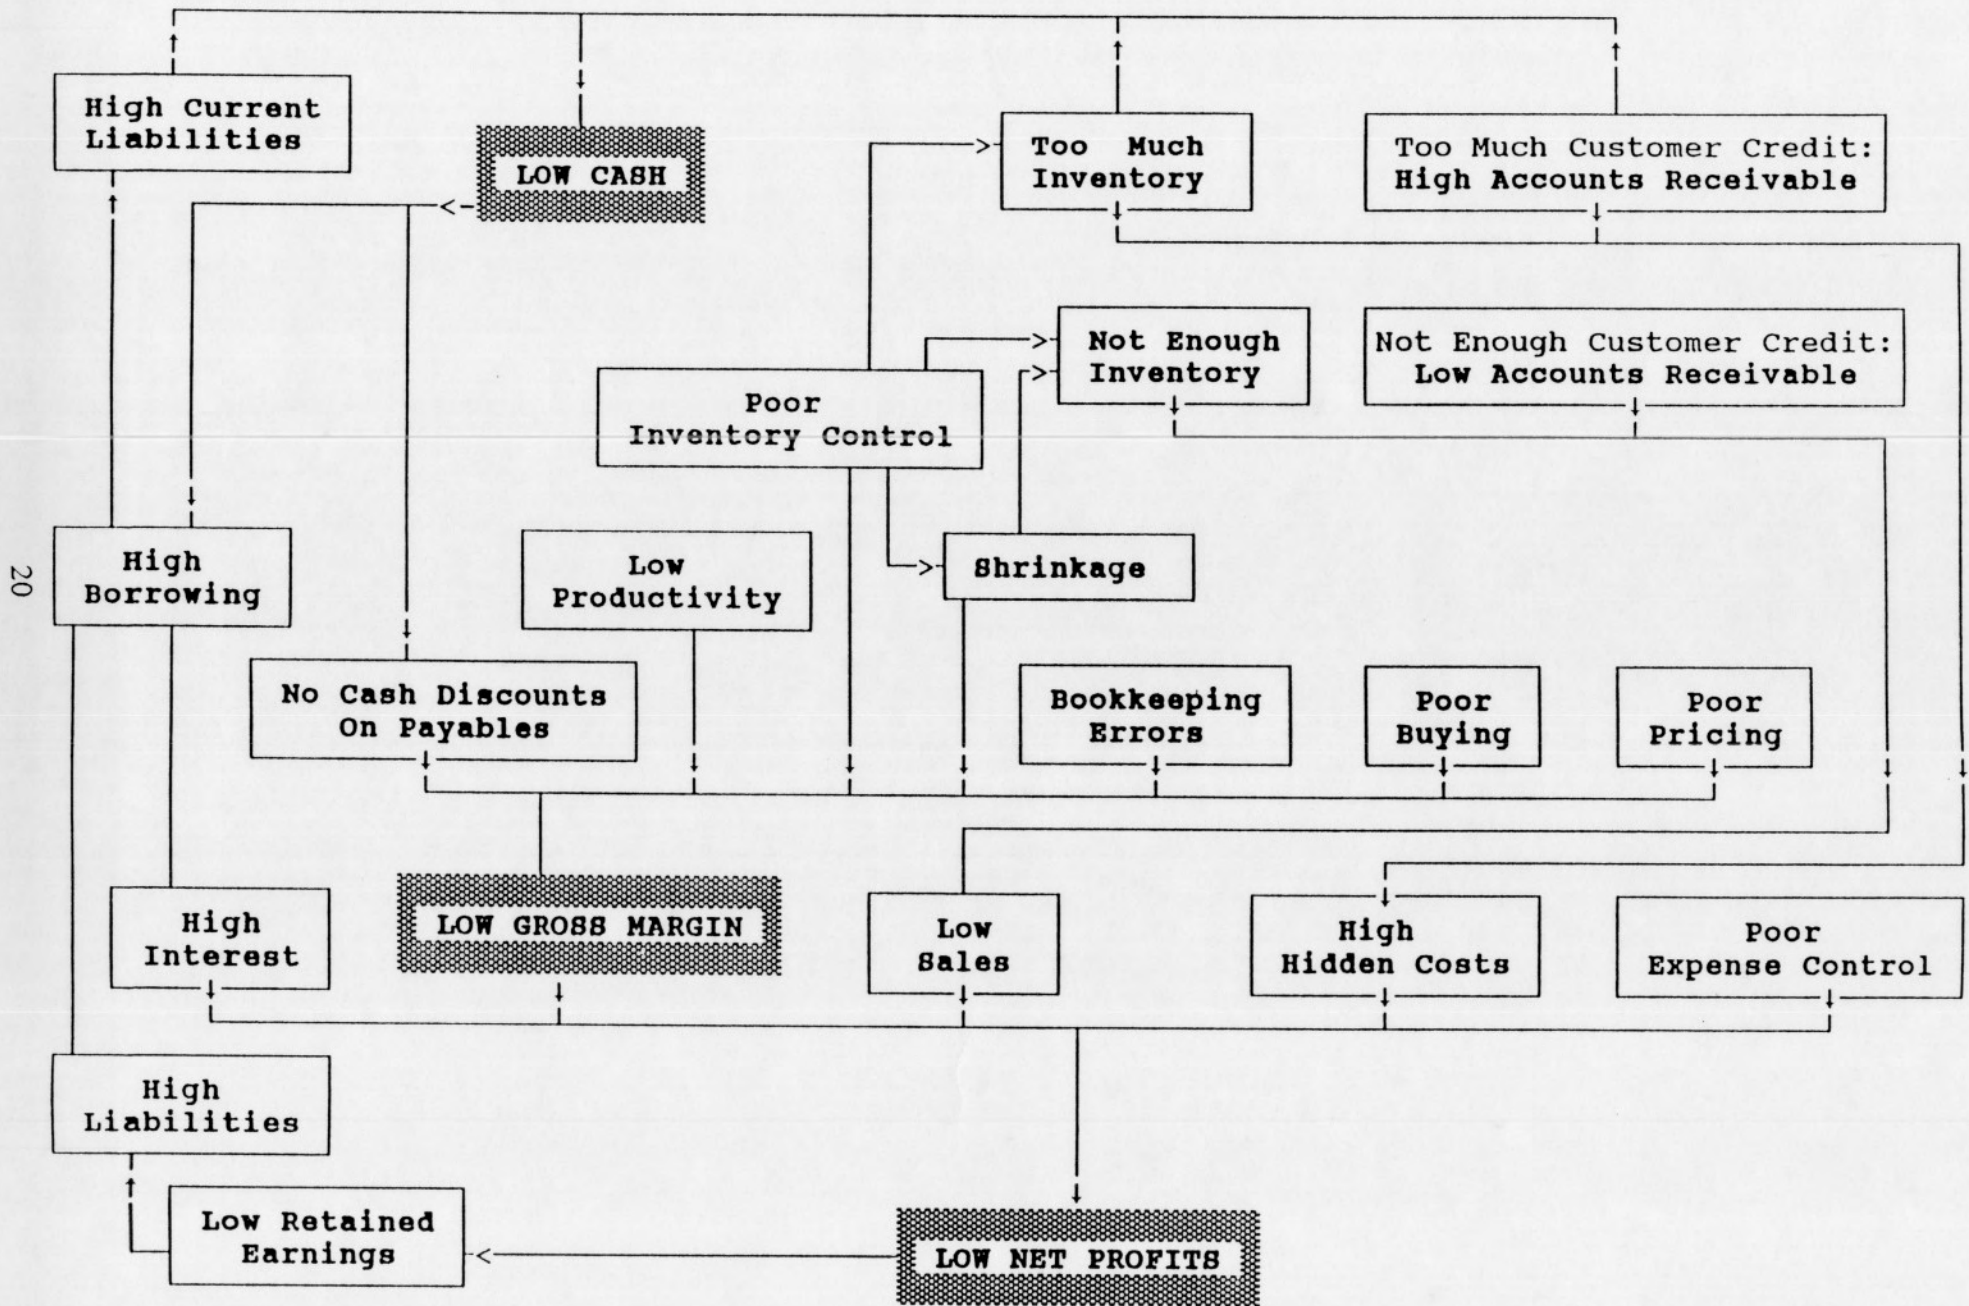 High Current
Liabilities
LOW CASH
Too Much
Inventory
Too Much Customer Credit:
High Accounts Receivable
Not Enough
Inventory
Not Enough Customer Credit:
Low Accounts Receivable
Poor
Inventory Control
High
Borrowing
Low
Productivity
Shrinkage
No Cash Discounts
On Payables
Bookkeeping
Errors
Poor
Buying
Poor
Pricing
High
Interest
LOW GROSS MARGIN
Low
Sales
High
Hidden Costs
Poor
Expense Control
High
Liabilities
Low Retained
Earnings
LOW NET PROFITS
20